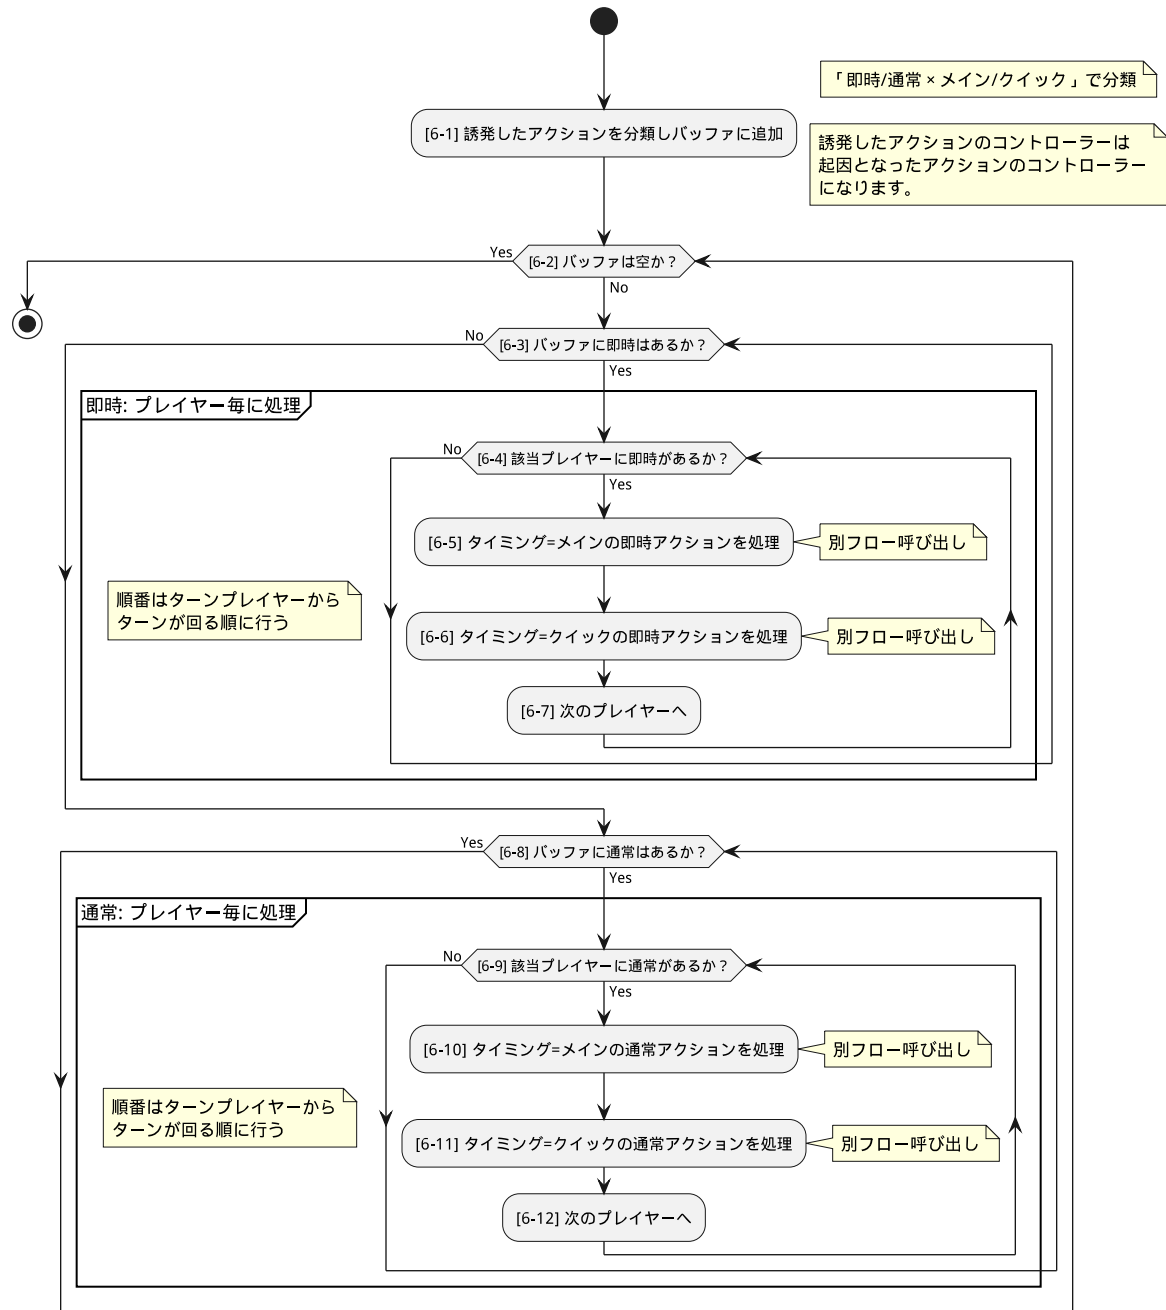 「即時/通常 × メイン/クイック」で分類
[6-1] 誘発したアクションを分類しバッファに追加
誘発したアクションのコントローラーは
起因となったアクションのコントローラー
になります。
Yes
[6-2] バッファは空か？
No
No
[6-3] バッファに即時はあるか？
Yes
即時: プレイヤー毎に処理
No
[6-4] 該当プレイヤーに即時があるか？
Yes
[6-5] タイミング=メインの即時アクションを処理
別フロー呼び出し
順番はターンプレイヤーから
ターンが回る順に行う
[6-6] タイミング=クイックの即時アクションを処理
別フロー呼び出し
[6-7] 次のプレイヤーへ
Yes
[6-8] バッファに通常はあるか？
Yes
通常: プレイヤー毎に処理
No
[6-9] 該当プレイヤーに通常があるか？
Yes
[6-10] タイミング=メインの通常アクションを処理
別フロー呼び出し
順番はターンプレイヤーから
ターンが回る順に行う
[6-11] タイミング=クイックの通常アクションを処理
別フロー呼び出し
[6-12] 次のプレイヤーへ